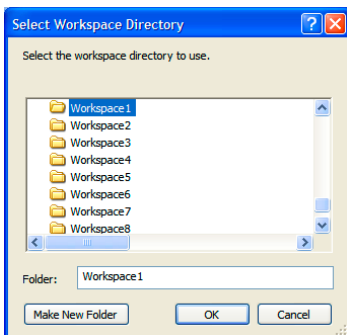 Select Workspace Directory
Select the workspace directory to use.
Workspace1
Workspace2
Workspace3
Workspace4
Workspace5
Workspace6
Workspace7
Workspace8
Folder: Workspace1
Make New Folder OK Cancel